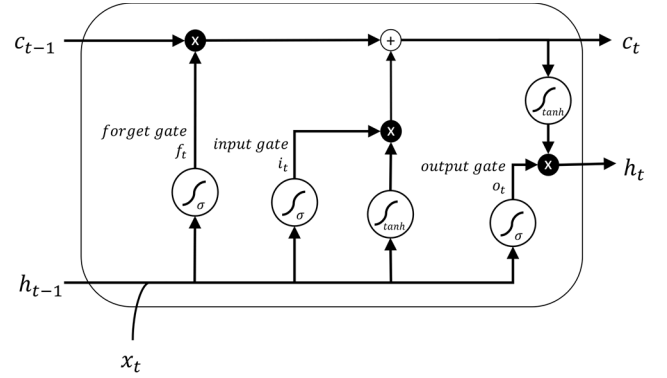 c_{t−1}
x
+
c_t
tanh
forget gate
f_t
input gate
i_t
x
output gate
o_t
x
h_t
σ
σ
tanh
σ
h_{t−1}
x_t